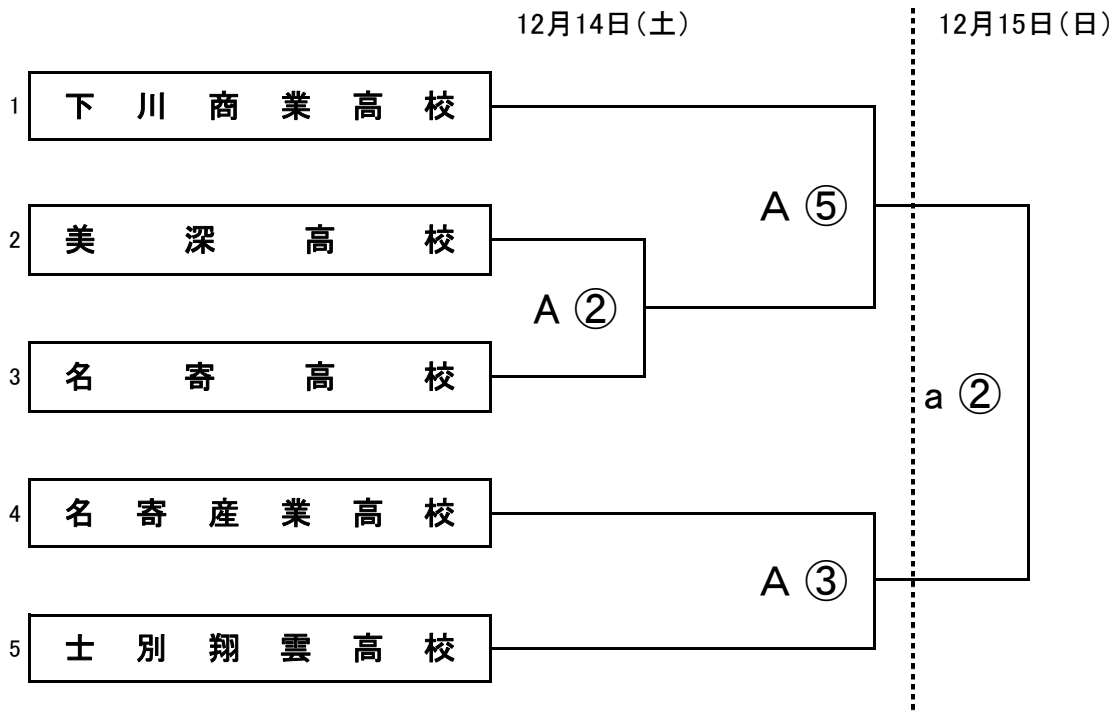 12月14日(土)
12月15日(日)
1 下川商業高校
A ⑤
2 美深高校
A ②
3 名寄高校
a ②
4 名寄産業高校
A ③
5 士別翔雲高校